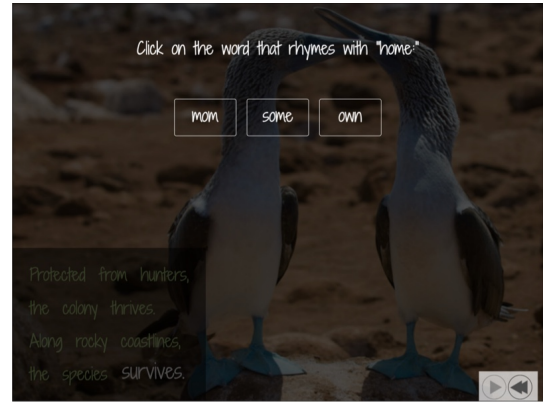 Click on the word that rhymes with "home:"
mom
some
own
Protected from hunters,
the colony thrives.
Along rocky coastlines,
the species survives.